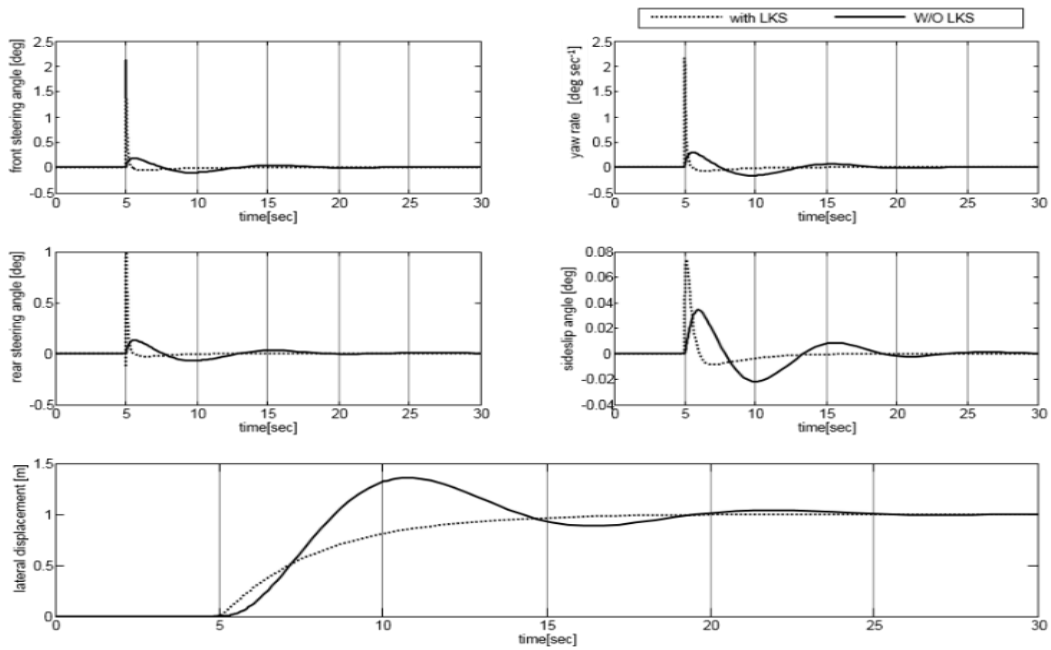 with LKS W/O LKS
front steering angle [deg]
2.5
2
1.5
1
0.5
0
-0.5
0 5 10 15 20 25 30
time[sec]
yaw rate [deg sec-1]
2.5
2
1.5
1
0.5
0
-0.5
0 5 10 15 20 25 30
time[sec]
rear steering angle [deg]
1
0.5
0
-0.5
0 5 10 15 20 25 30
time[sec]
sideslip angle [deg]
0.08
0.06
0.04
0.02
0
-0.02
-0.04
0 5 10 15 20 25 30
time[sec]
lateral displacement [m]
1.5
1
0.5
0
0 5 10 15 20 25 30
time[sec]